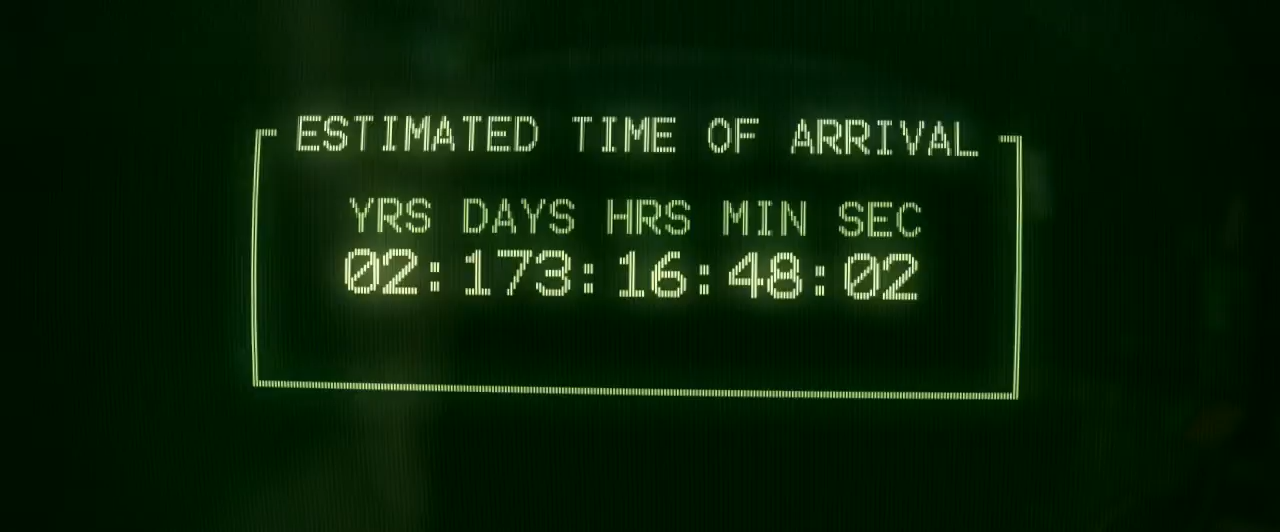 ESTIMATED TIME OF ARRIVAL
YRS DAYS HRS MIN SEC
02:173:16:48:02